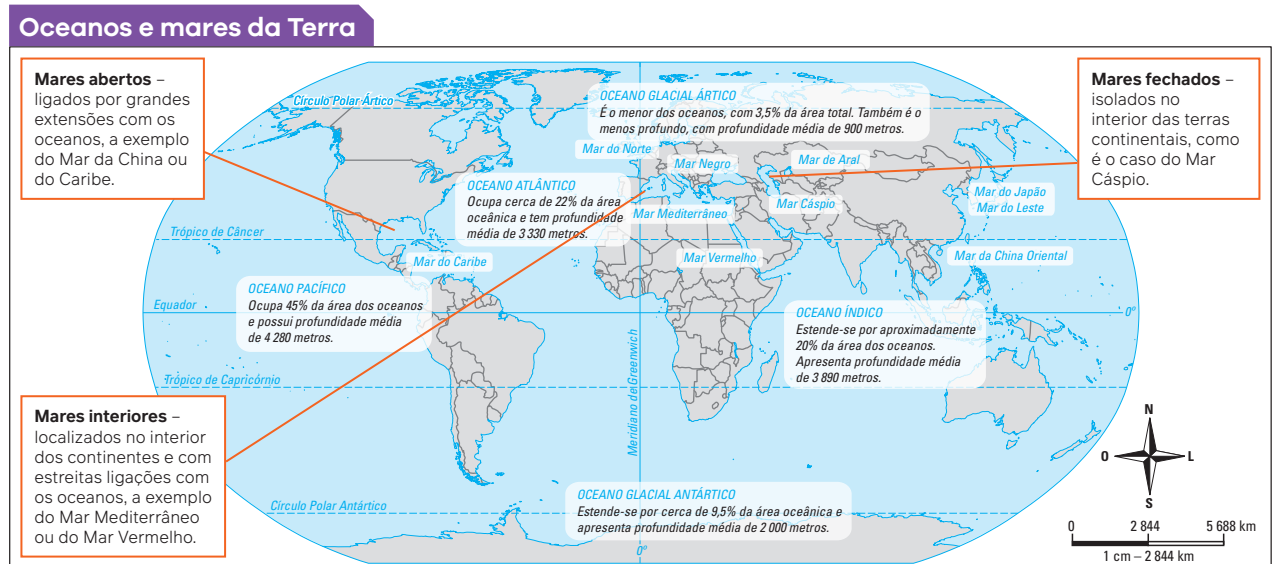 Oceanos e mares da Terra
Mares abertos –
ligados por grandes
extensões com os
oceanos, a exemplo
do Mar da China ou
do Caribe.
Mares fechados –
isolados no
interior das terras
continentais, como
é o caso do Mar
Cáspio.
Círculo Polar Ártico
OCEANO GLACIAL ÁRTICO
É o menor dos oceanos, com 3,5% da área total. Também é o
menos profundo, com profundidade média de 900 metros.
Mar do Norte
Mar Negro
Mar de Aral
OCEANO ATLÂNTICO
Ocupa cerca de 22% da área
oceânica e tem profundidade
média de 3 330 metros.
Mar Mediterrâneo
Mar Cáspio
Mar do Japão
Mar do Leste
Trópico de Câncer
Mar do Caribe
Mar Vermelho
Mar da China Oriental
OCEANO PACÍFICO
Ocupa 45% da área dos oceanos
e possui profundidade média
de 4 280 metros.
Equador
0°
OCEANO ÍNDICO
Estende-se por aproximadamente
20% da área dos oceanos.
Apresenta profundidade média
de 3 890 metros.
Trópico de Capricórnio
Meridiano de Greenwich
Mares interiores –
localizados no interior
dos continentes e com
estreitas ligações com
os oceanos, a exemplo
do Mar Mediterrâneo
ou do Mar Vermelho.
Círculo Polar Antártico
OCEANO GLACIAL ANTÁRTICO
Estende-se por cerca de 9,5% da área oceânica e
apresenta profundidade média de 2 000 metros.
0°
N
O L
S
0 2 844 5 688 km
1 cm – 2 844 km